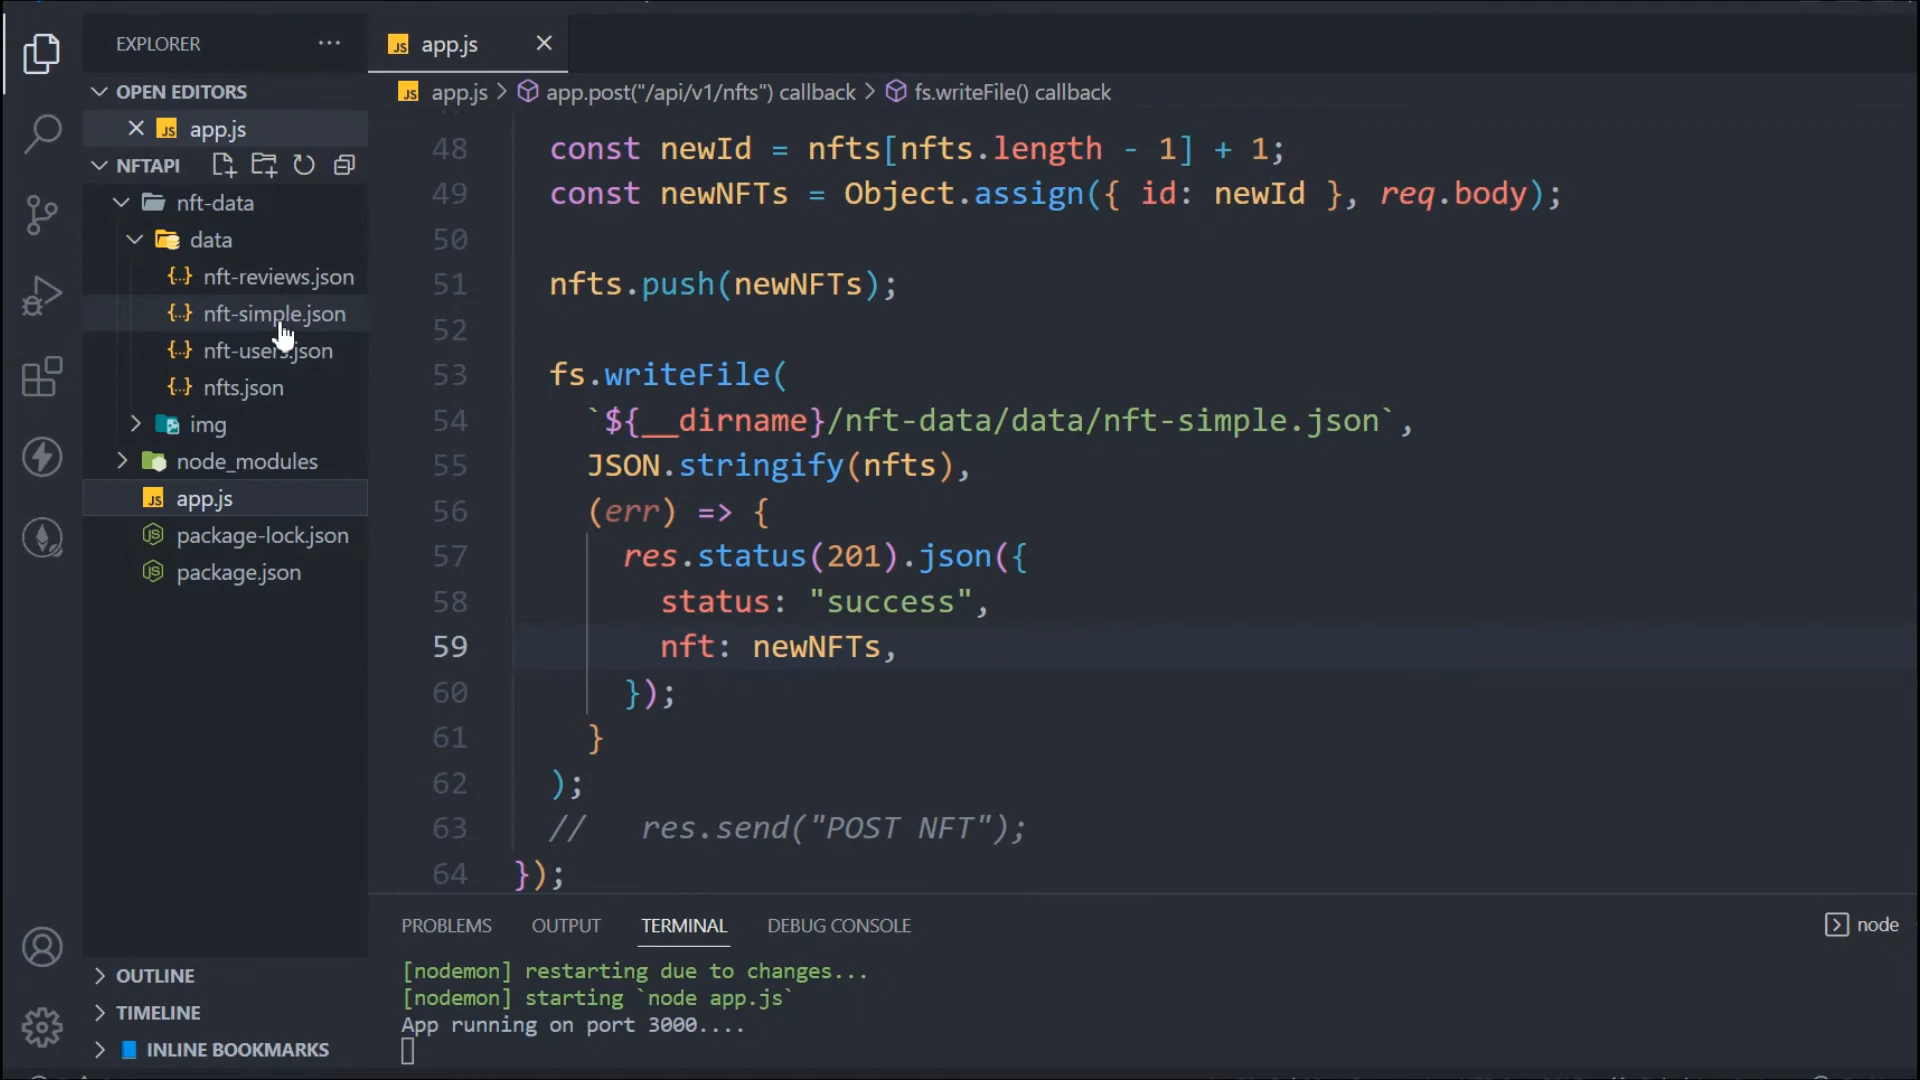 EXPLORER
OPEN EDITORS
app.js
NFTAPI
nft-data
data
nft-reviews.json
nft-simple.json
nft-users.json
nfts.json
img
node_modules
app.js
package-lock.json
package.json
OUTLINE
TIMELINE
INLINE BOOKMARKS
app.js
app.js > app.post("/api/v1/nfts") callback > fs.writeFile() callback
48 const newId = nfts[nfts.length - 1] + 1;
49 const newNFTs = Object.assign({ id: newId }, req.body);
50
51 nfts.push(newNFTs);
52
53 fs.writeFile(
54 `${__dirname}/nft-data/data/nft-simple.json`,
55 JSON.stringify(nfts),
56 (err) => {
57 res.status(201).json({
58 status: "success",
59 nft: newNFTs,
60 });
61 }
62 );
63 // res.send("POST NFT");
64 });
PROBLEMS OUTPUT TERMINAL DEBUG CONSOLE node
[nodemon] restarting due to changes...
[nodemon] starting `node app.js`
App running on port 3000....